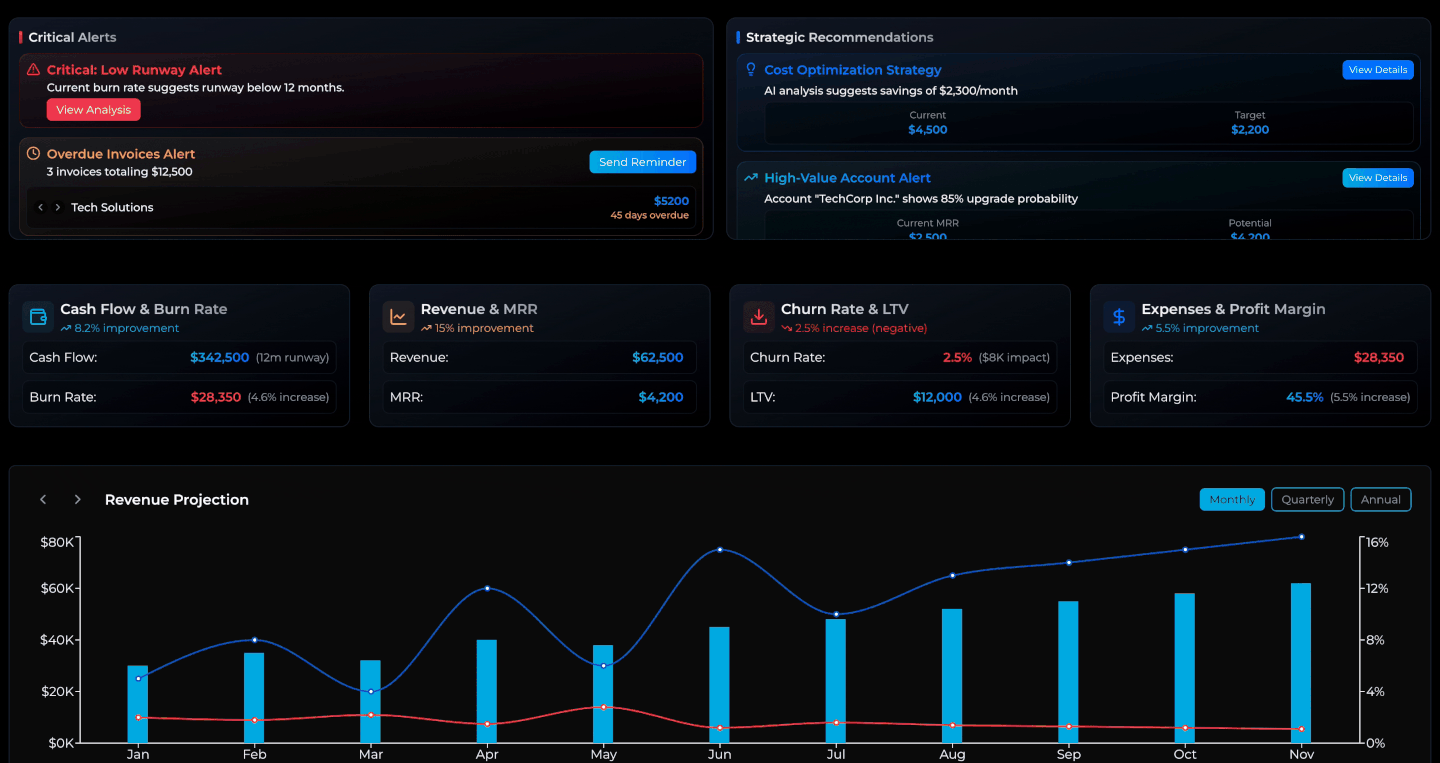 Critical Alerts
Critical: Low Runway Alert
Current burn rate suggests runway below 12 months.
View Analysis
Overdue Invoices Alert
3 invoices totaling $12,500
Send Reminder
Tech Solutions
$5200
45 days overdue
Strategic Recommendations
Cost Optimization Strategy
View Details
AI analysis suggests savings of $2,300/month
Current Target
$4,500 $2,200
High-Value Account Alert
View Details
Account "TechCorp Inc." shows 85% upgrade probability
Current MRR Potential
$2,500 $4,200
Cash Flow & Burn Rate
8.2% improvement
Cash Flow: $342,500 (12m runway)
Burn Rate: $28,350 (4.6% increase)
Revenue & MRR
15% improvement
Revenue: $62,500
MRR: $4,200
Churn Rate & LTV
2.5% increase (negative)
Churn Rate: 2.5% ($8K impact)
LTV: $12,000 (4.6% increase)
Expenses & Profit Margin
5.5% improvement
Expenses: $28,350
Profit Margin: 45.5% (5.5% increase)
Revenue Projection
Monthly Quarterly Annual
$80K 16%
$60K 12%
$40K 8%
$20K 4%
$0K 0%
Jan Feb Mar Apr May Jun Jul Aug Sep Oct Nov